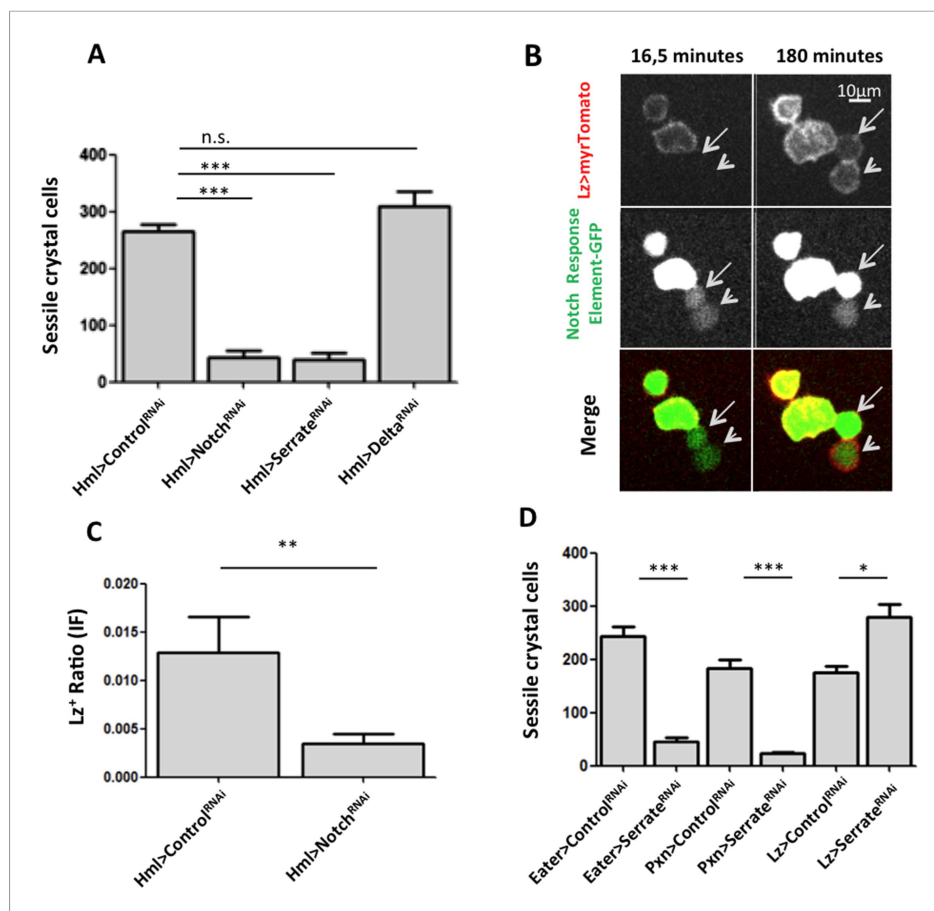 A
n.s.
***
***
400
300
200
100
0
Sessile crystal cells
Hml>Control^RNAi
Hml>Notch^RNAi
Hml>Serrate^RNAi
Hml>Delta^RNAi
B
16,5 minutes
180 minutes
10µm
Lz>myrTomato
Notch Response
Element-GFP
Merge
C
**
0.020
0.015
0.010
0.005
0.000
Lz⁺ Ratio (IF)
Hml>Control^RNAi
Hml>Notch^RNAi
D
***
***
*
400
300
200
100
0
Sessile crystal cells
Eater>Control^RNAi
Eater>Serrate^RNAi
Pxn>Control^RNAi
Pxn>Serrate^RNAi
Lz>Control^RNAi
Lz>Serrate^RNAi